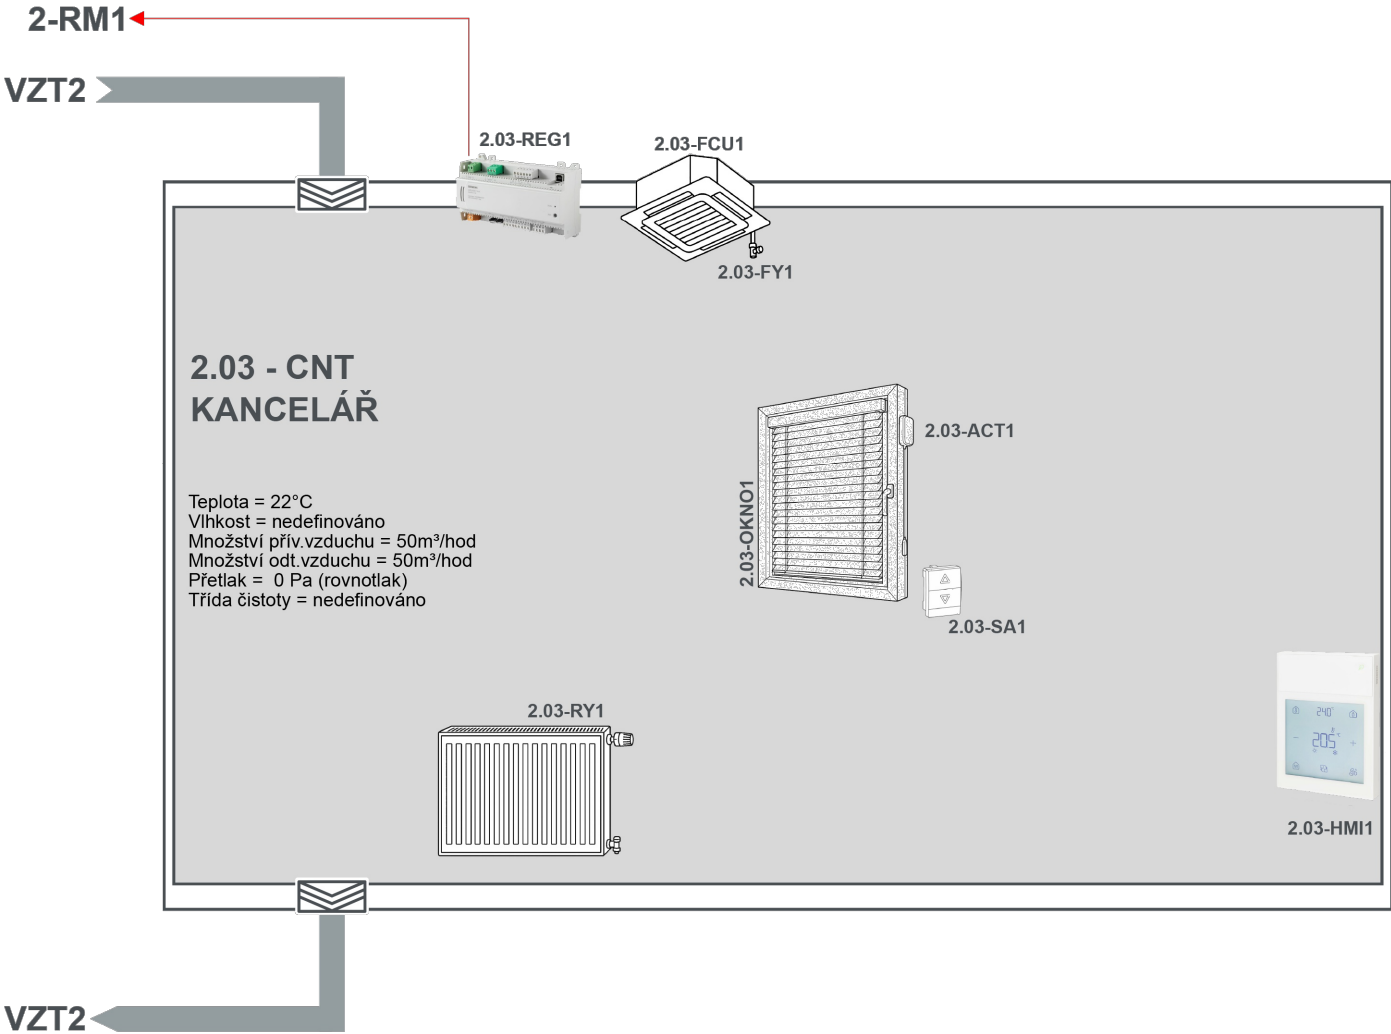 2-RM1
VZT2
2.03-REG1
2.03-FCU1
2.03-FY1
2.03 - CNT
KANCELÁŘ
2.03-ACT1
2.03-OKNO1
Teplota = 22°C
Vlhkost = nedefinováno
Množství přív.vzduchu = 50m³/hod
Množství odt.vzduchu = 50m³/hod
Přetlak =  0 Pa (rovnotlak)
Třída čistoty = nedefinováno
2.03-SA1
2.03-RY1
240°
205
2.03-HMI1
VZT2